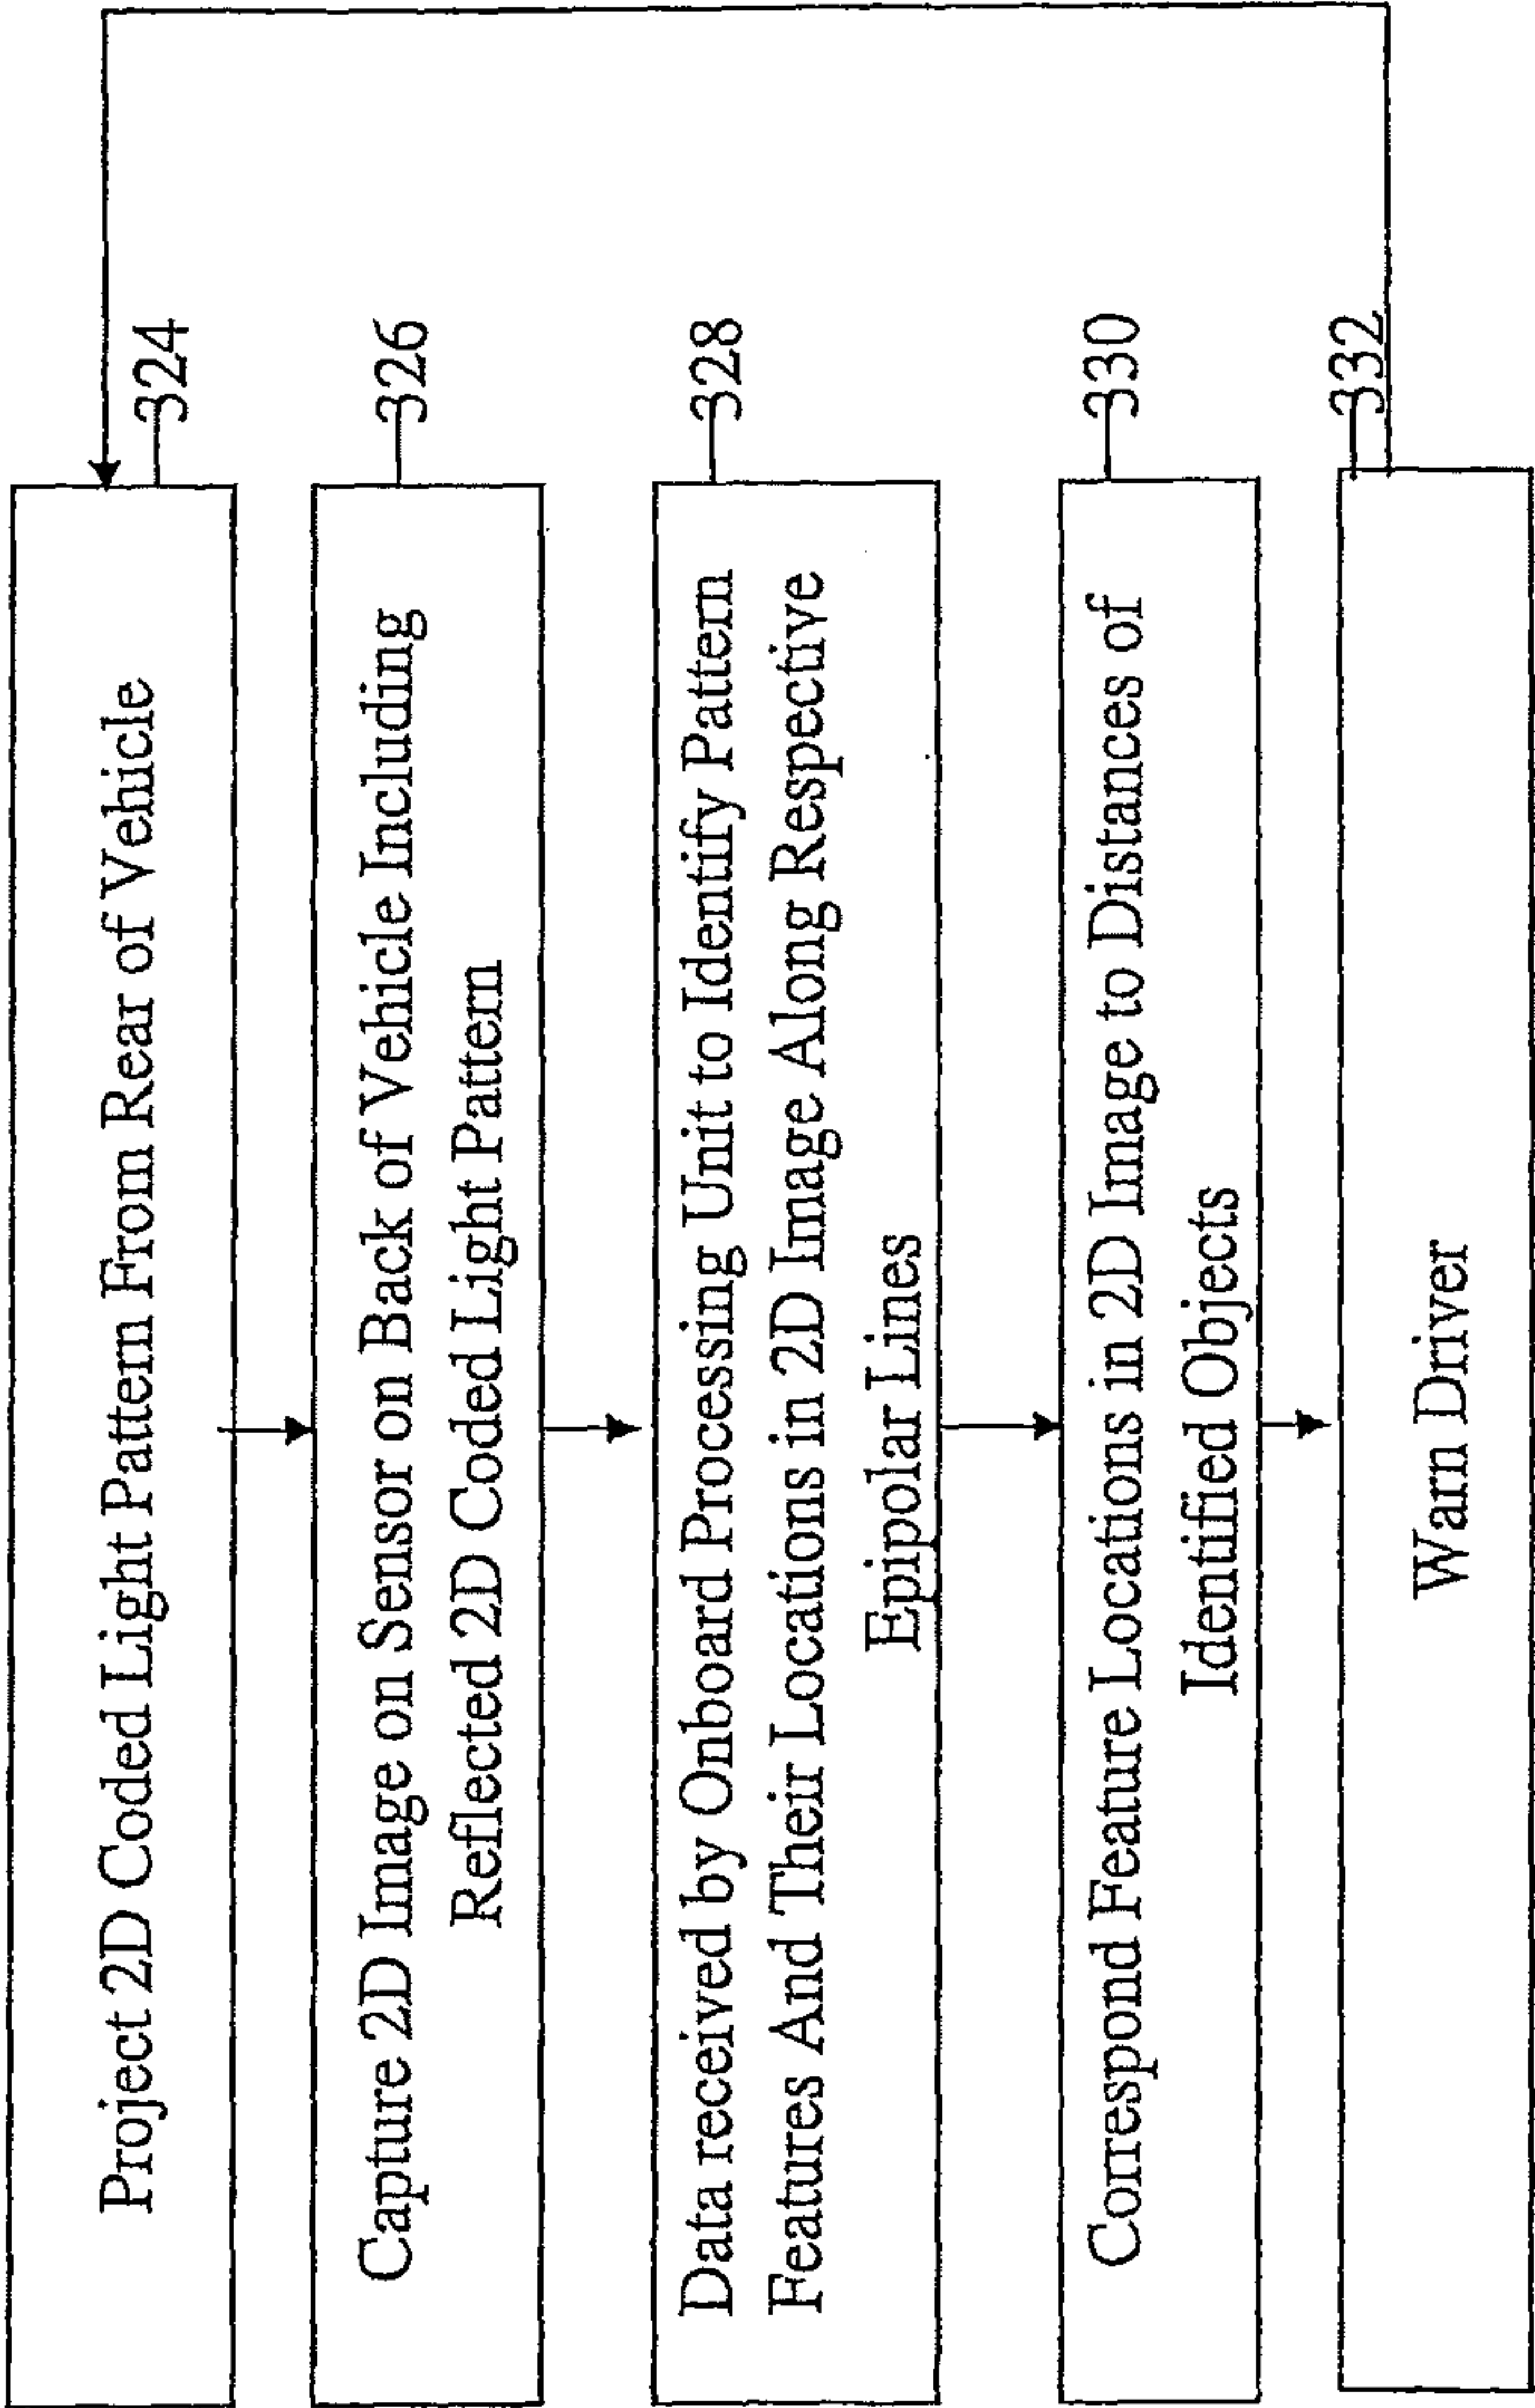 Project 2D Coded Light Pattern From Rear of Vehicle
324
Capture 2D Image on Sensor on Back of Vehicle Including
Reflected 2D Coded Light Pattern
326
Data received by Onboard Processing Unit to Identify Pattern
Features And Their Locations in 2D Image Along Respective
Epipolar Lines
328
Correspond Feature Locations in 2D Image to Distances of
Identified Objects
330
Warn Driver
332